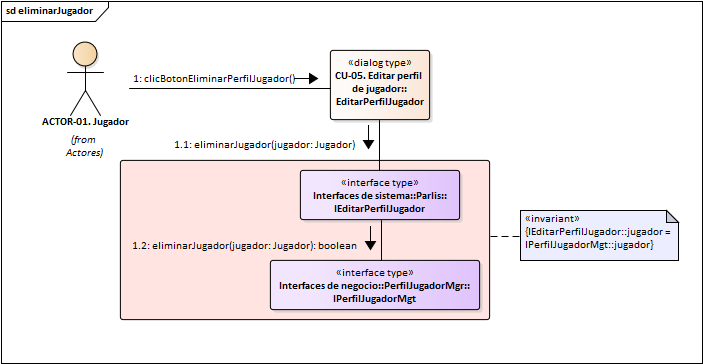 sd eliminarJugador
ACTOR-01. Jugador
(from
Actores)
1: clicBotonEliminarPerfilJugador()
«dialog type»
CU-05. Editar perfil
de jugador::
EditarPerfilJugador
1.1: eliminarJugador(jugador: Jugador)
«interface type»
Interfaces de sistema::Parlis::
IEditarPerfilJugador
«invariant»
{IEditarPerfilJugador::jugador =
IPerfilJugadorMgt::jugador}
1.2: eliminarJugador(jugador: Jugador): boolean
«interface type»
Interfaces de negocio::PerfilJugadorMgr::
IPerfilJugadorMgt